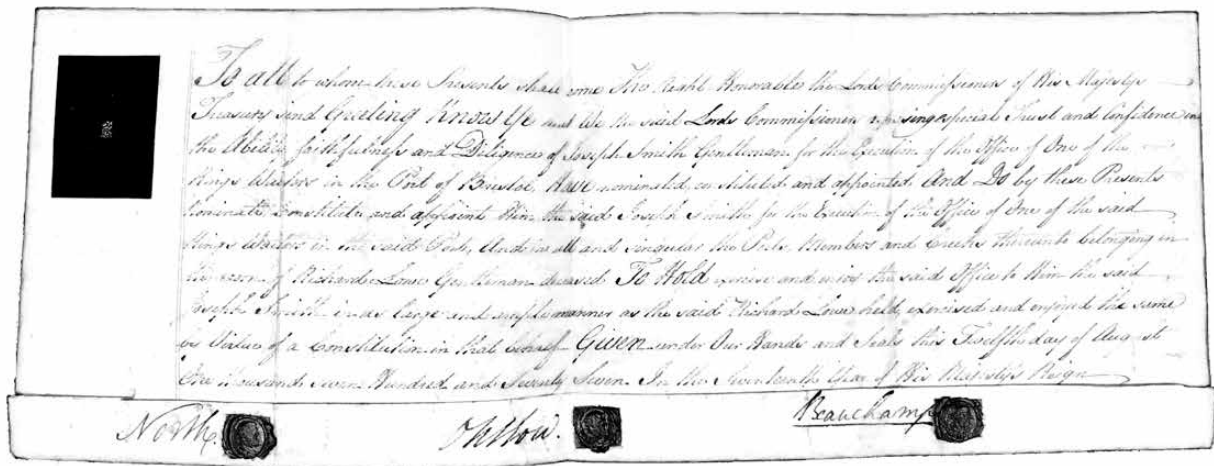 To all to whom these Presents shall come The Right Honorable the Lords Commissioners of His Majestys
Treasury send Greeting Know Ye that We the said Lords Commissioners reposing especial Trust and Confidence in
the Ability faithfulness and Diligence of Joseph Smith Gentleman for the Execution of the Office of One of the
Kings Waiters in the Port of Bristol, Have nominated, constituted and appointed, And Do by these Presents
Nominate, Constitute and appoint Him the said Joseph Smith for the Execution of the Office of One of the said
Kings Waiters in the said Port, And in all and singular the Ports, Members and Creeks thereunto belonging in
the room of Richard Lowe Gentleman deceased To Hold exercise and enjoy the said Office to Him the said
Joseph Smith in as large and ample manner as the said Richard Lowe held, exercised and enjoyed the same
by Virtue of a Constitution in that behalf Given under Our Hands and Seals this Twelfth day of August
One thousand Seven Hundred and Seventy Seven. In the Seventeenth Year of His Majestys Reign
North. Onslow. Beauchamp